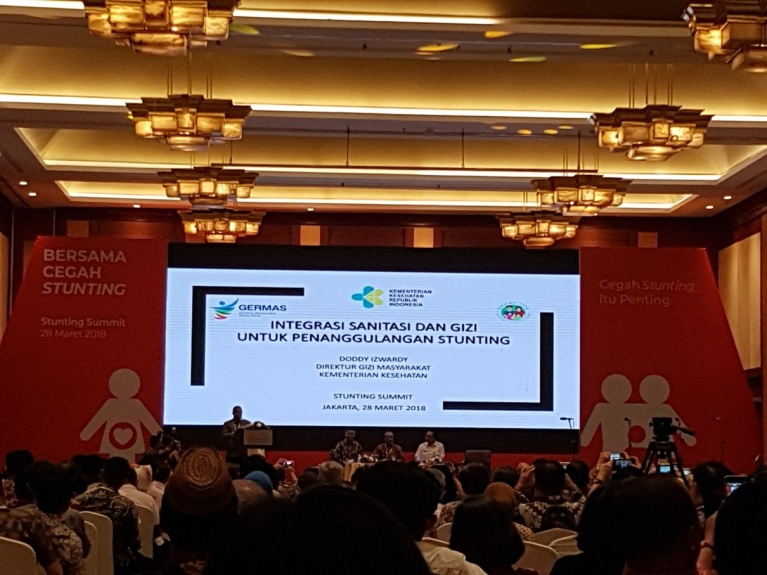 BERSAMA
CEGAH
STUNTING
Stunting Summit
28 Maret 2018
GERMAS
KEMENTERIAN
KESEHATAN
REPUBLIK
INDONESIA
INTEGRASI SANITASI DAN GIZI
UNTUK PENANGGULANGAN STUNTING
DODDY IZWARDY
DIREKTUR GIZI MASYARAKAT
KEMENTERIAN KESEHATAN
STUNTING SUMMIT
JAKARTA, 28 MARET 2018
Cegah Stunting
Itu Penting